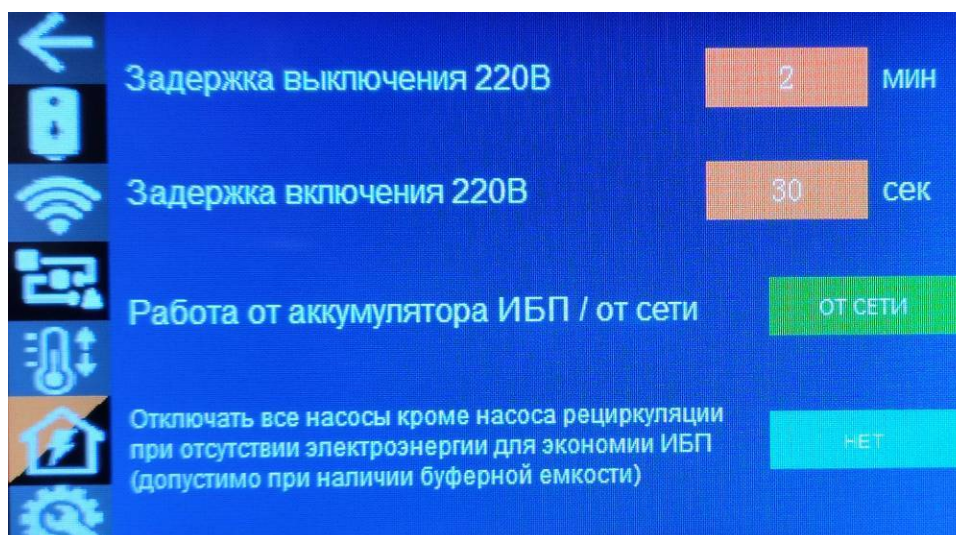 Задержка выключения 220В 2 мин
Задержка включения 220В 30 сек
Работа от аккумулятора ИБП / от сети ОТ СЕТИ
Отключать все насосы кроме насоса рециркуляции
при отсутствии электроэнергии для экономии ИБП
(допустимо при наличии буферной емкости)
НЕТ